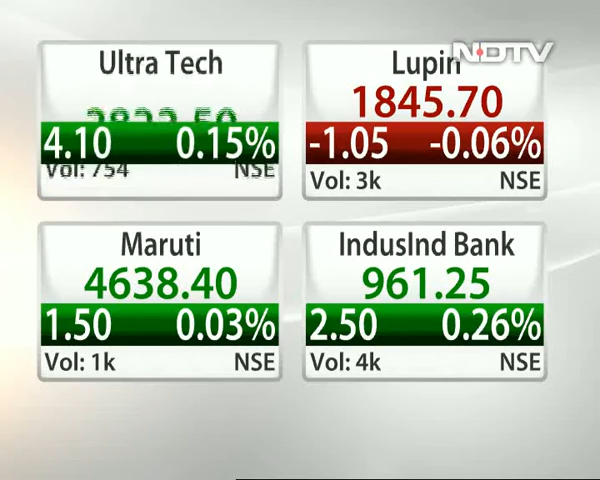 NDTV
Ultra Tech
4.10 0.15%
Vol: 754 NSE
Lupin
1845.70
-1.05 -0.06%
Vol: 3k NSE
Maruti
4638.40
1.50 0.03%
Vol: 1k NSE
IndusInd Bank
961.25
2.50 0.26%
Vol: 4k NSE